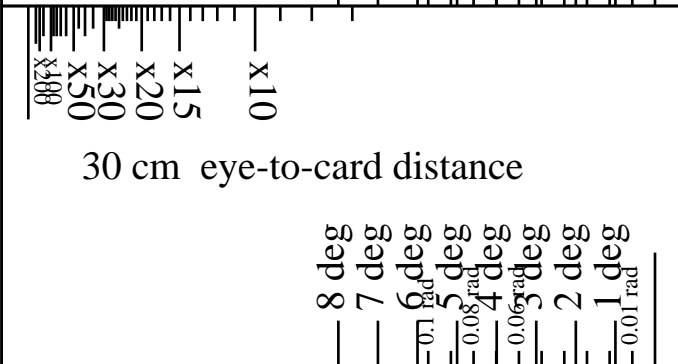 x200
x100
x50
x30
x20
x15
x10
30 cm eye-to-card distance
8 deg
7 deg
6 deg
5 deg
4 deg
3 deg
2 deg
1 deg
0.1 rad
0.08 rad
0.06 rad
0.01 rad